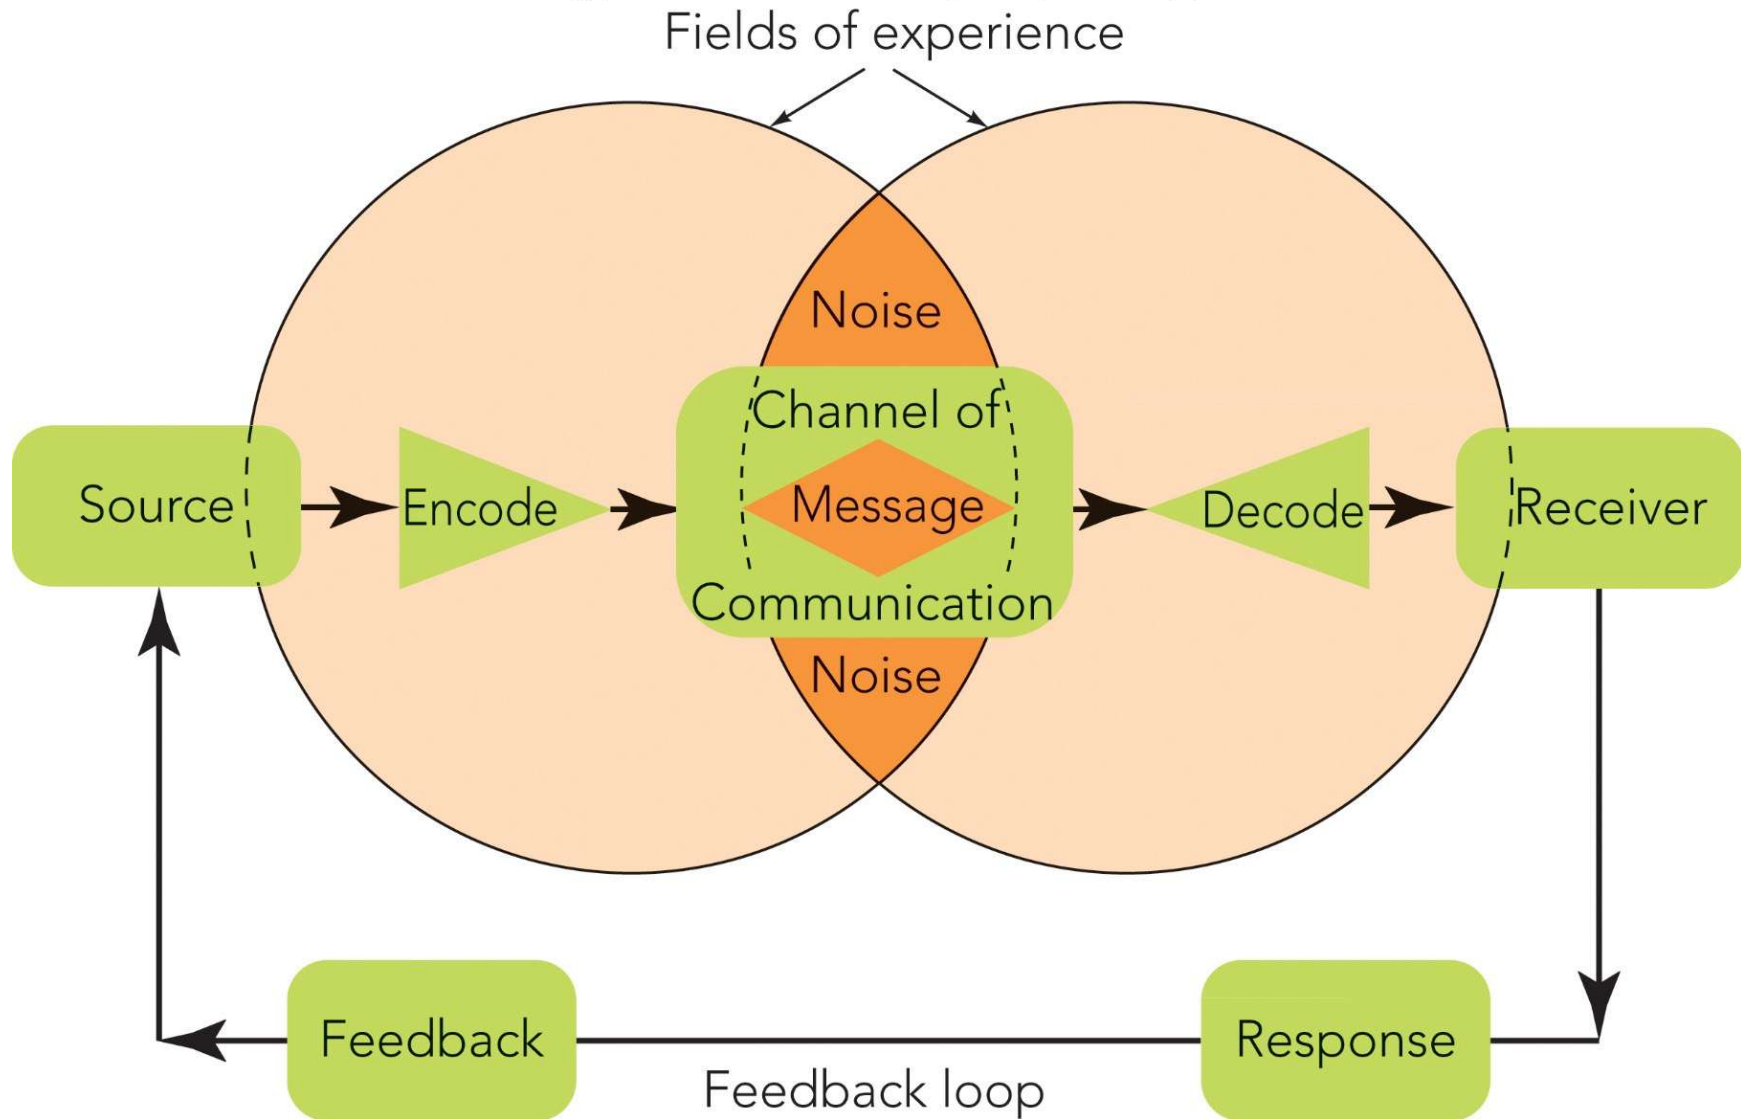 Fields of experience
Noise
Channel of
Source
Encode
Message
Decode
Receiver
Communication
Noise
Feedback
Response
Feedback loop